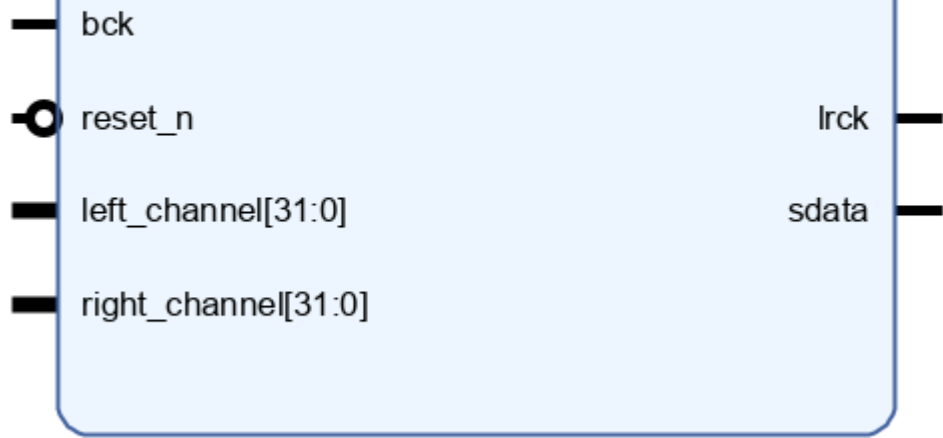 bck
reset_n
lrck
left_channel[31:0]
sdata
right_channel[31:0]